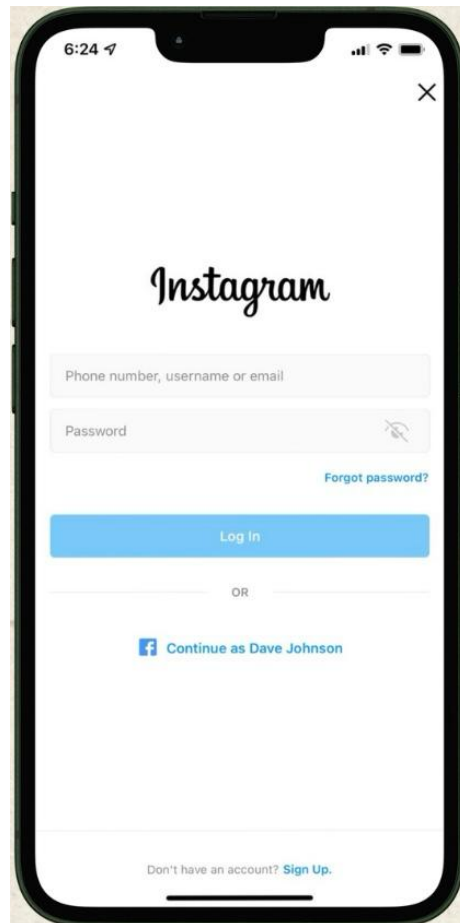 6:24
Instagram
Phone number, username or email
Password
Forgot password?
Log In
OR
Continue as Dave Johnson
Don't have an account? Sign Up.